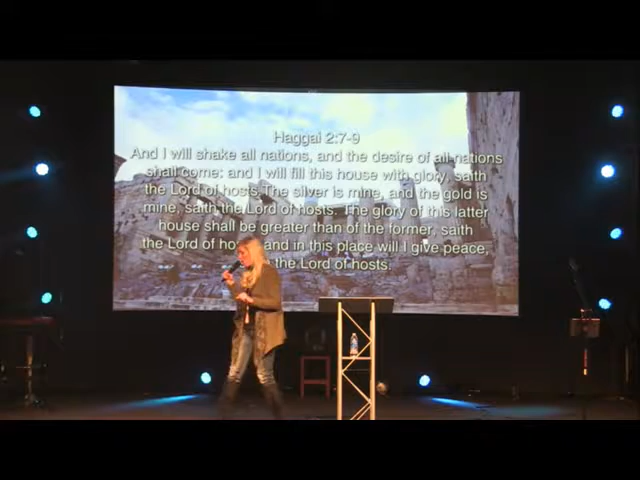 Haggai 2:7-9
And I will shake all nations, and the desire of all nations
shall come: and I will fill this house with glory, saith
the Lord of hosts. The silver is mine, and the gold is
mine, saith the Lord of hosts. The glory of this latter
house shall be greater than of the former, saith
the Lord of hosts: and in this place will I give peace,
the Lord of hosts.